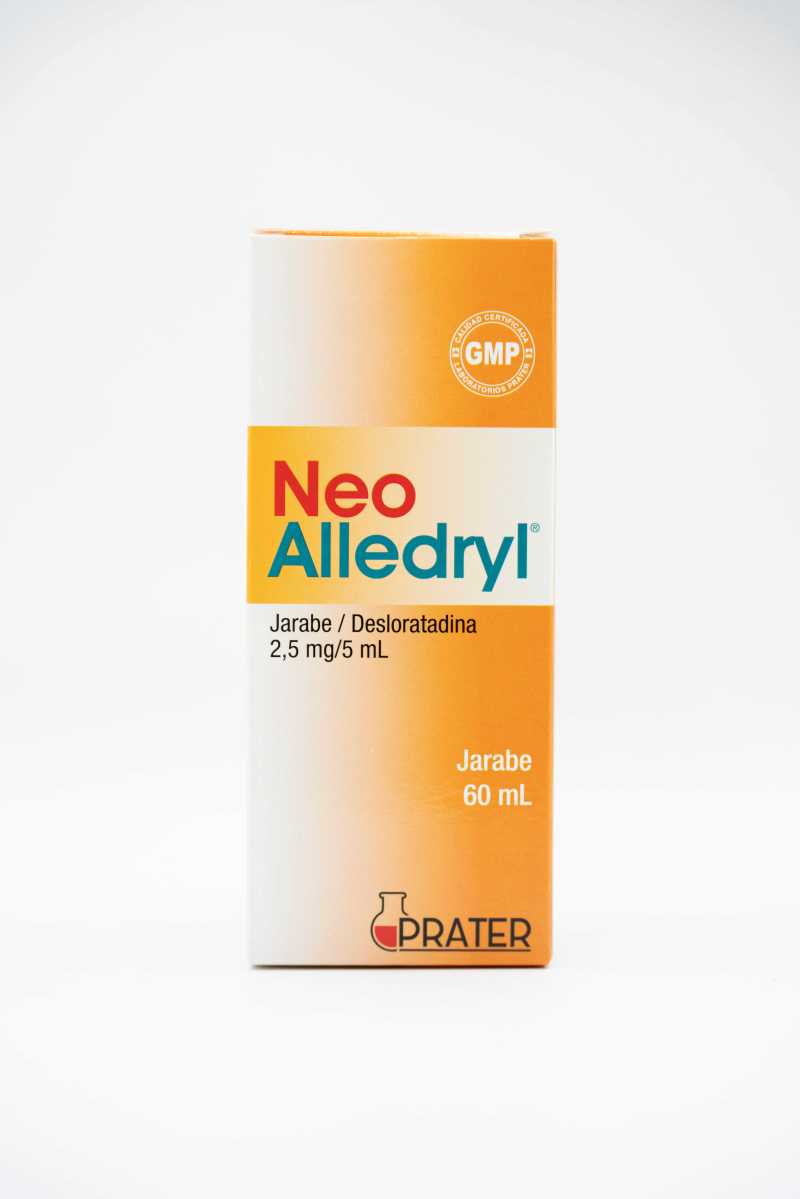 CALIDAD CERTIFICADA
GMP
LABORATORIOS PRATER
Neo
Alledryl®
Jarabe / Desloratadina
2,5 mg/5 mL
Jarabe
60 mL
PRATER